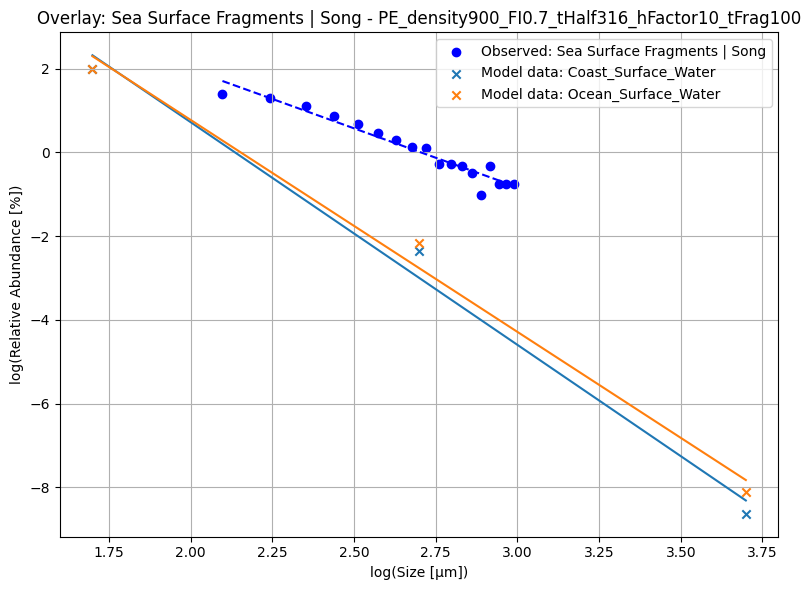 Overlay: Sea Surface Fragments | Song - PE_density900_FI0.7_tHalf316_hFactor10_tFrag100
Observed: Sea Surface Fragments | Song
Model data: Coast_Surface_Water
Model data: Ocean_Surface_Water
log(Relative Abundance [%])
2
0
−2
−4
−6
−8
1.75
2.00
2.25
2.50
2.75
3.00
3.25
3.50
3.75
log(Size [µm])